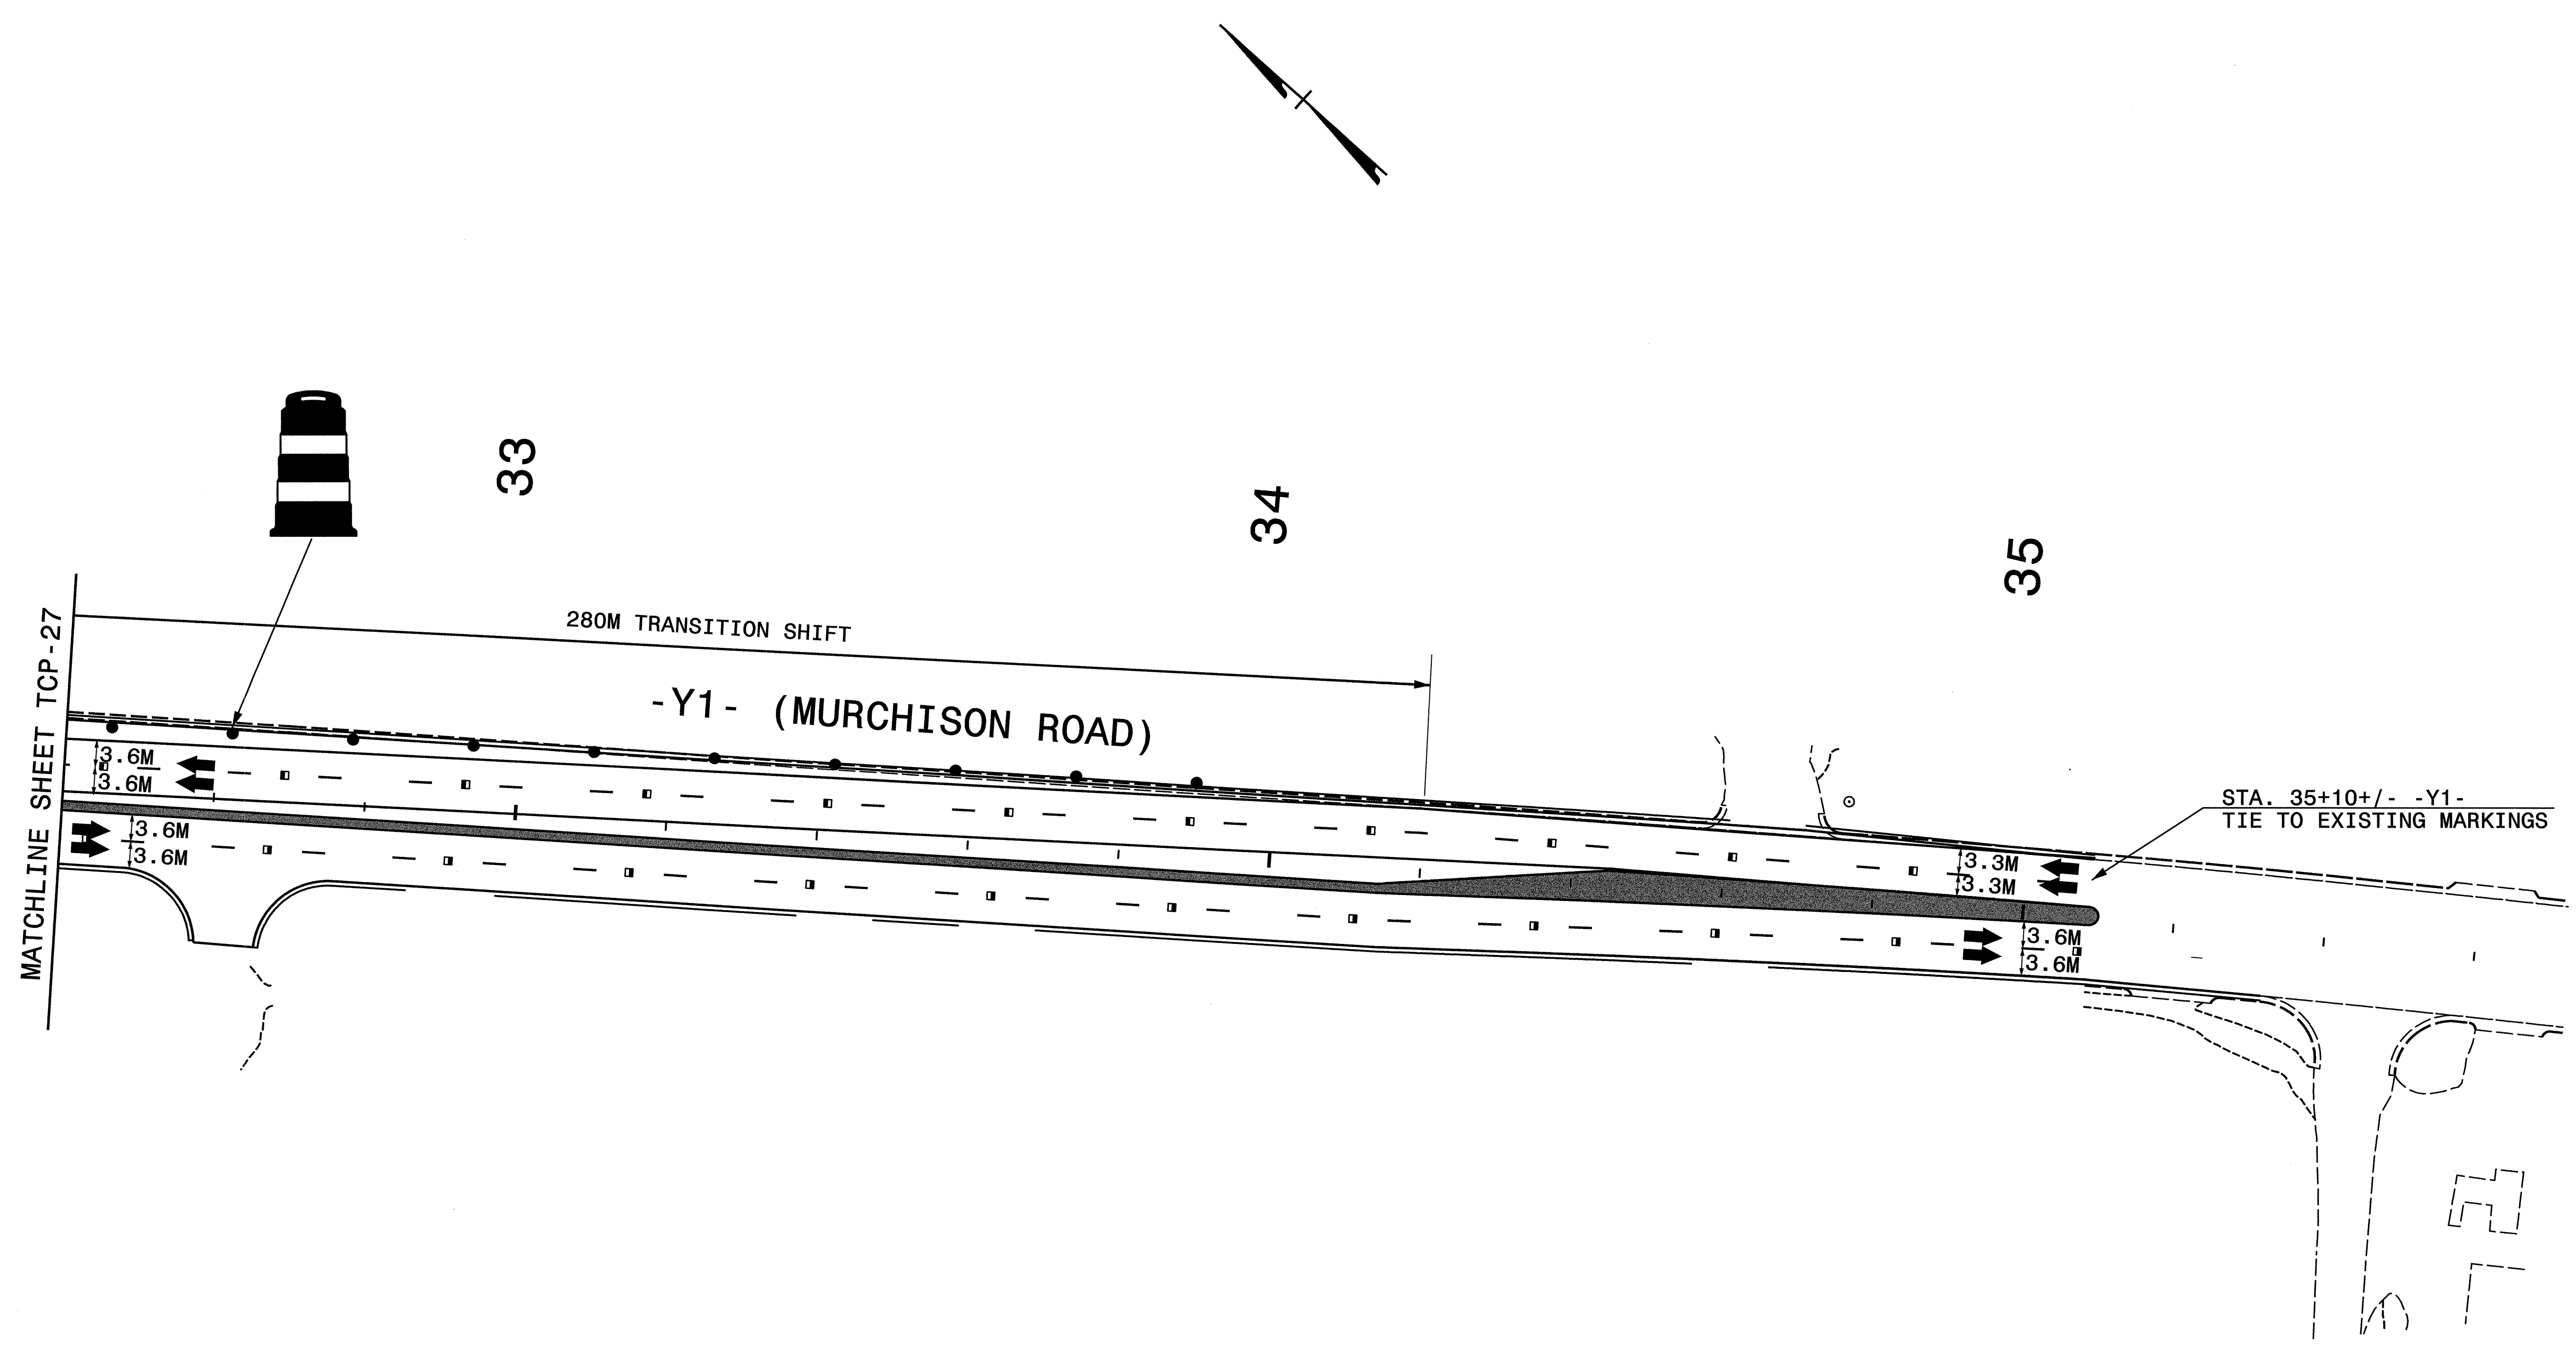 33
34
35
280M TRANSITION SHIFT
-Y1- (MURCHISON ROAD)
MATCHLINE SHEET TCP-27
3.6M
3.6M
3.6M
3.6M
STA. 35+10+/- -Y1-
TIE TO EXISTING MARKINGS
3.3M
3.3M
3.6M
3.6M